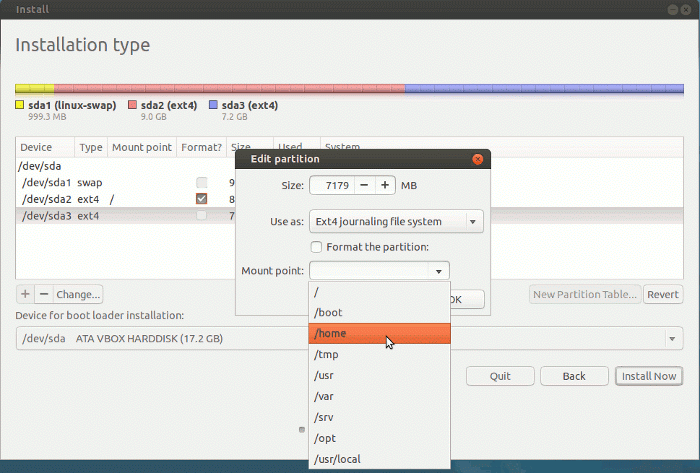 Install
Installation type
sda1 (linux-swap) sda2 (ext4) sda3 (ext4)
999.3 MB 9.0 GB 7.2 GB
Device Type Mount point Format? Size Used System
/dev/sda
/dev/sda1 swap 9
/dev/sda2 ext4 / 8
/dev/sda3 ext4 7
Edit partition
Size: 7179 − + MB
Use as: Ext4 journaling file system
Format the partition:
Mount point:
/
/boot
/home
/tmp
/usr
/var
/srv
/opt
/usr/local
OK
+ − Change... New Partition Table... Revert
Device for boot loader installation:
/dev/sda ATA VBOX HARDDISK (17.2 GB)
Quit Back Install Now